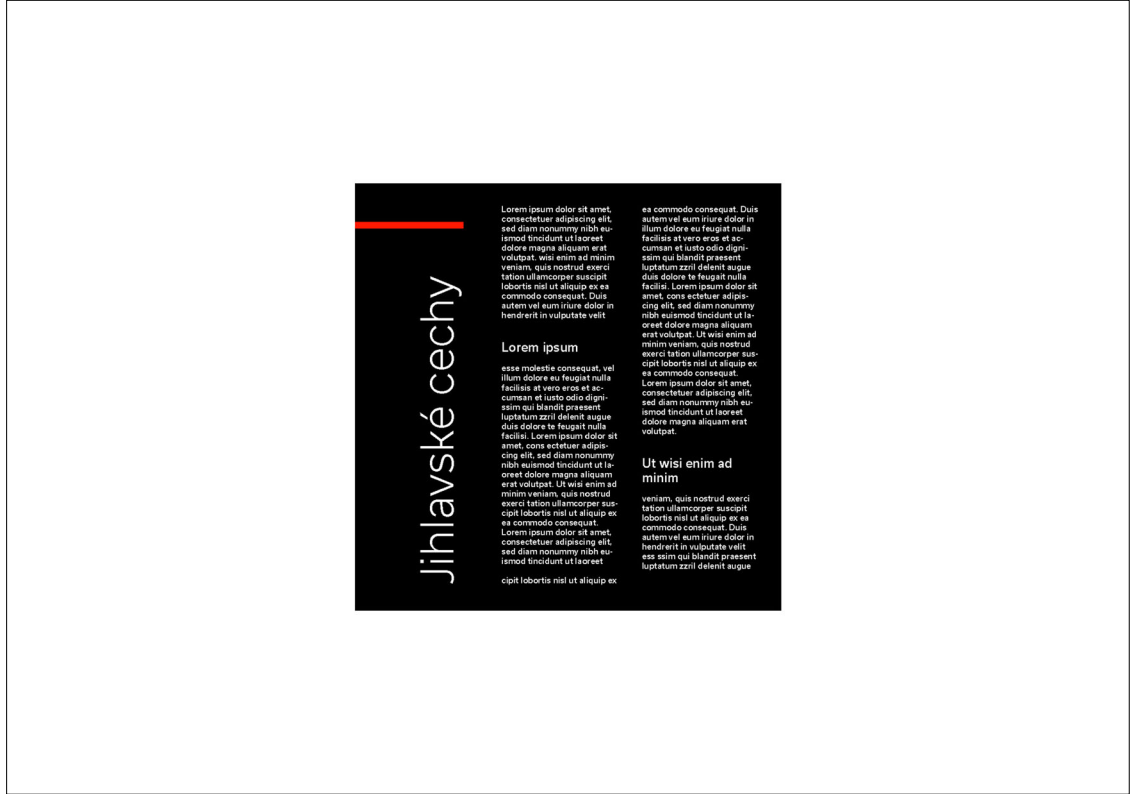 Jihlavské cechy
Lorem ipsum dolor sit amet,
consectetuer adipiscing elit,
sed diam nonummy nibh eu-
ismod tincidunt ut laoreet
dolore magna aliquam erat
volutpat. wisi enim ad minim
veniam, quis nostrud exerci
tation ullamcorper suscipit
lobortis nisl ut aliquip ex ea
commodo consequat. Duis
autem vel eum iriure dolor in
hendrerit in vulputate velit
Lorem ipsum
esse molestie consequat, vel
illum dolore eu feugiat nulla
facilisis at vero eros et ac-
cumsan et iusto odio digni-
ssim qui blandit praesent
luptatum zzril delenit augue
duis dolore te feugait nulla
facilisi. Lorem ipsum dolor sit
amet, cons ectetuer adipis-
cing elit, sed diam nonummy
nibh euismod tincidunt ut la-
oreet dolore magna aliquam
erat volutpat. Ut wisi enim ad
minim veniam, quis nostrud
exerci tation ullamcorper sus-
cipit lobortis nisl ut aliquip ex
ea commodo consequat.
Lorem ipsum dolor sit amet,
consectetuer adipiscing elit,
sed diam nonummy nibh eu-
ismod tincidunt ut laoreet
cipit lobortis nisl ut aliquip ex
ea commodo consequat. Duis
autem vel eum iriure dolor in
illum dolore eu feugiat nulla
facilisis at vero eros et ac-
cumsan et iusto odio digni-
ssim qui blandit praesent
luptatum zzril delenit augue
duis dolore te feugait nulla
facilisi. Lorem ipsum dolor sit
amet, cons ectetuer adipis-
cing elit, sed diam nonummy
nibh euismod tincidunt ut la-
oreet dolore magna aliquam
erat volutpat. Ut wisi enim ad
minim veniam, quis nostrud
exerci tation ullamcorper sus-
cipit lobortis nisl ut aliquip ex
ea commodo consequat.
Lorem ipsum dolor sit amet,
consectetuer adipiscing elit,
sed diam nonummy nibh eu-
ismod tincidunt ut laoreet
dolore magna aliquam erat
volutpat.
Ut wisi enim ad
minim
veniam, quis nostrud exerci
tation ullamcorper suscipit
lobortis nisl ut aliquip ex ea
commodo consequat. Duis
autem vel eum iriure dolor in
hendrerit in vulputate velit
ess ssim qui blandit praesent
luptatum zzril delenit augue